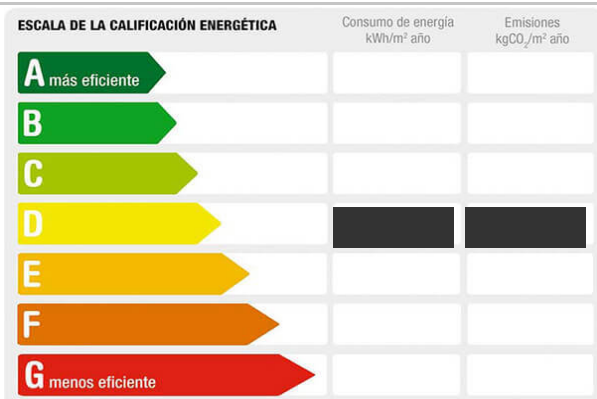 ESCALA DE LA CALIFICACIÓN ENERGÉTICA
Consumo de energía
kWh/m² año
Emisiones
kgCO₂/m² año
A más eficiente
B
C
D
E
F
G menos eficiente